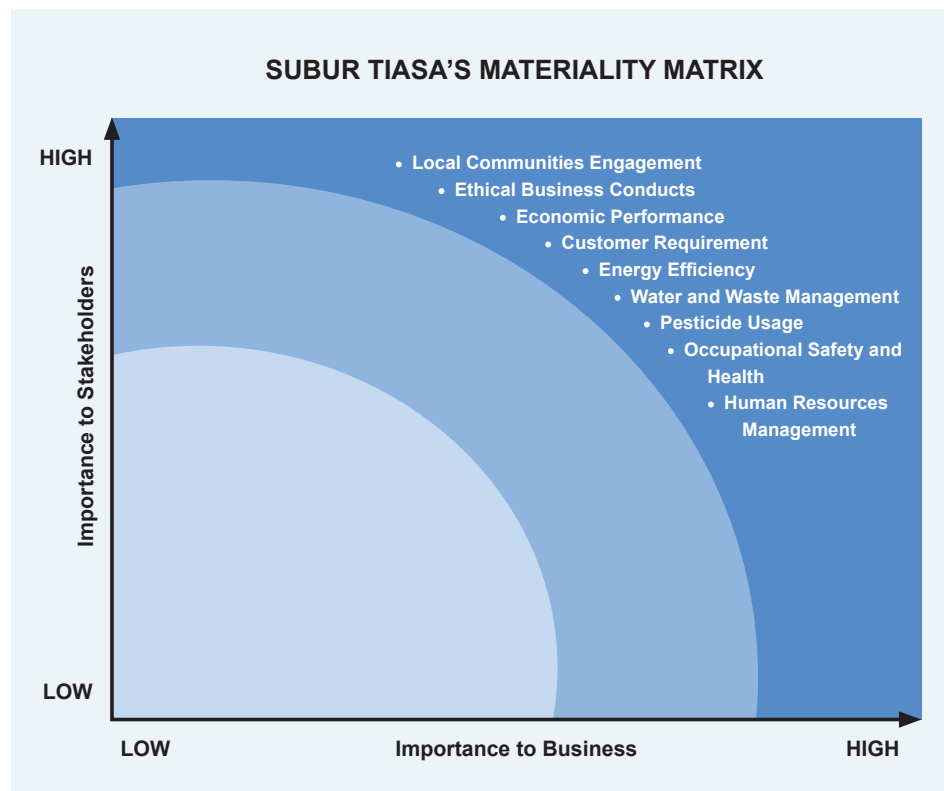 SUBUR TIASA'S MATERIALITY MATRIX
HIGH
Importance to Stakeholders
LOW
• Local Communities Engagement
• Ethical Business Conducts
• Economic Performance
• Customer Requirement
• Energy Efficiency
• Water and Waste Management
• Pesticide Usage
• Occupational Safety and
Health
• Human Resources
Management
LOW
Importance to Business
HIGH